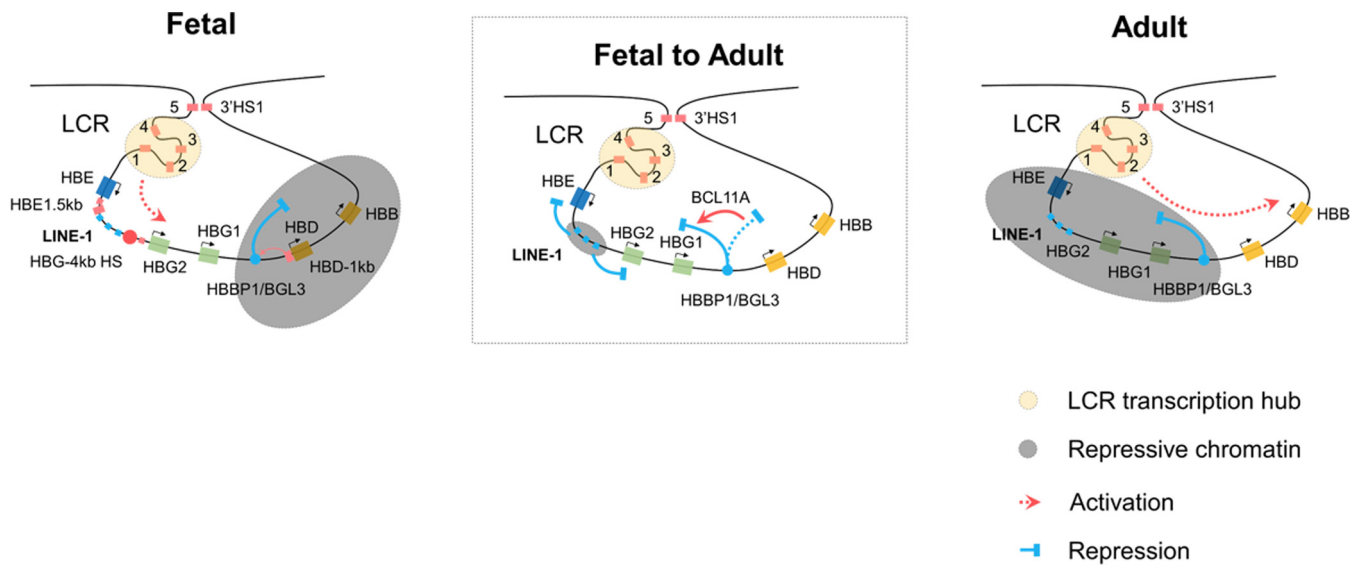 Fetal
5 3'HS1
LCR
4
3
1
2
HBE
HBE1.5kb
LINE-1
HBG-4kb HS
HBG2
HBG1
HBD
HBB
HBD-1kb
HBBP1/BGL3
Fetal to Adult
5 3'HS1
LCR
4
3
1
2
HBE
BCL11A
HBB
LINE-1
HBG2
HBG1
HBD
HBBP1/BGL3
Adult
5 3'HS1
LCR
4
3
1
2
HBE
HBB
LINE-1
HBG2
HBG1
HBD
HBBP1/BGL3
LCR transcription hub
Repressive chromatin
Activation
Repression